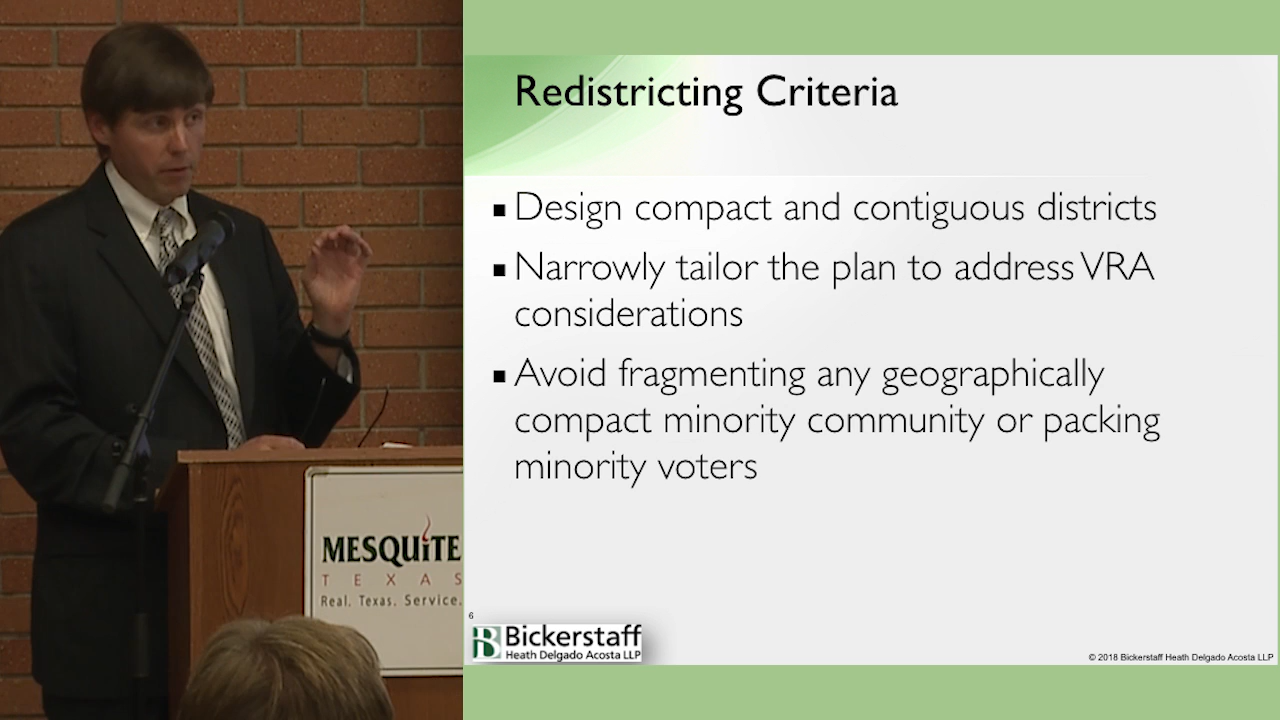 Redistricting Criteria
▪ Design compact and contiguous districts
▪ Narrowly tailor the plan to address VRA
considerations
▪ Avoid fragmenting any geographically
compact minority community or packing
minority voters
MESQUiTE
TEXAS
Real. Texas. Service.
6
Bickerstaff
Heath Delgado Acosta LLP
© 2018 Bickerstaff Heath Delgado Acosta LLP